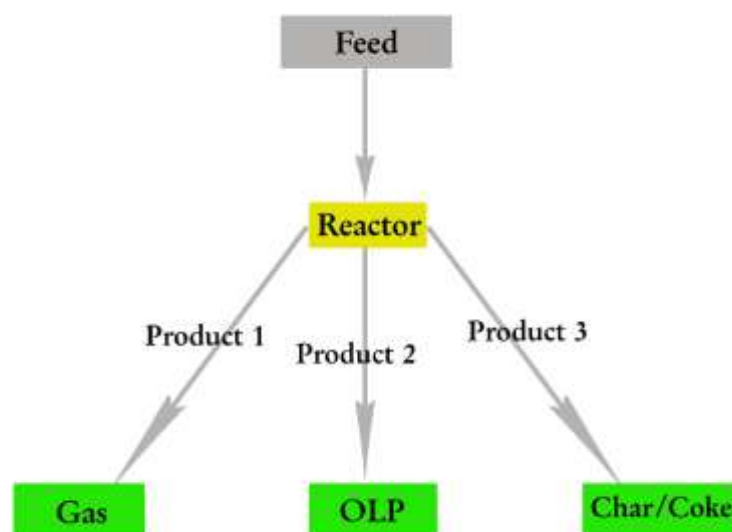 Feed
Reactor
Product 1
Product 2
Product 3
Gas
OLP
Char/Coke